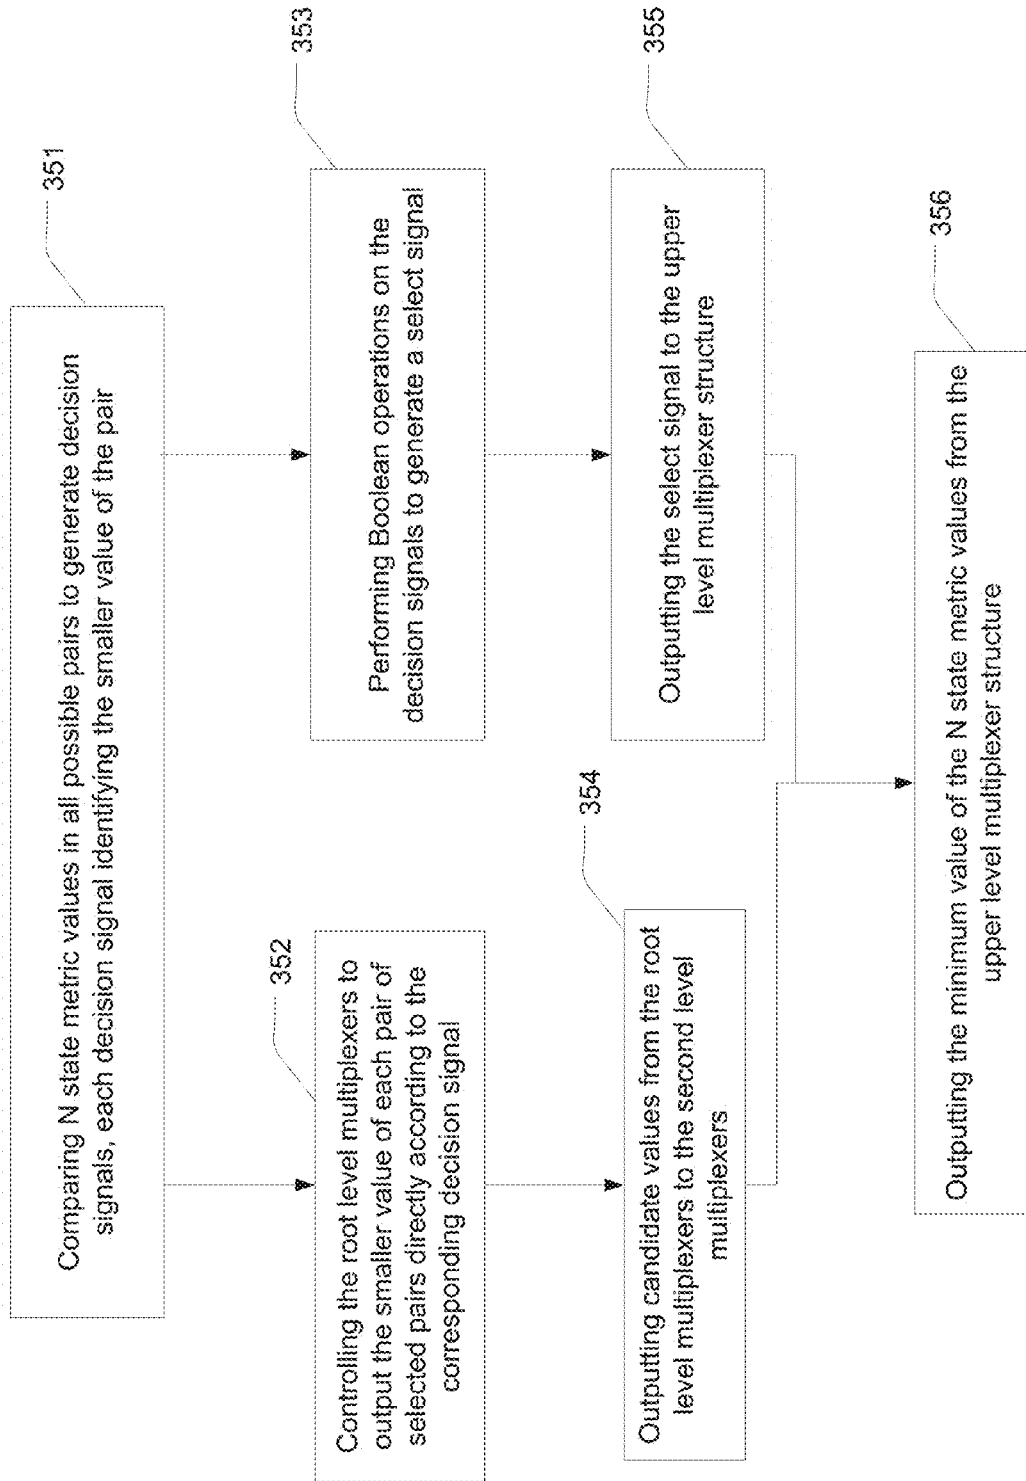 351
Comparing N state metric values in all possible pairs to generate decision
signals, each decision signal identifying the smaller value of the pair
352
Controlling the root level multiplexers to
output the smaller value of each pair of
selected pairs directly according to the
corresponding decision signal
353
Performing Boolean operations on the
decision signals to generate a select signal
354
Outputting candidate values from the root
level multiplexers to the second level
multiplexers
355
Outputting the select signal to the upper
level multiplexer structure
356
Outputting the minimum value of the N state metric values from the
upper level multiplexer structure